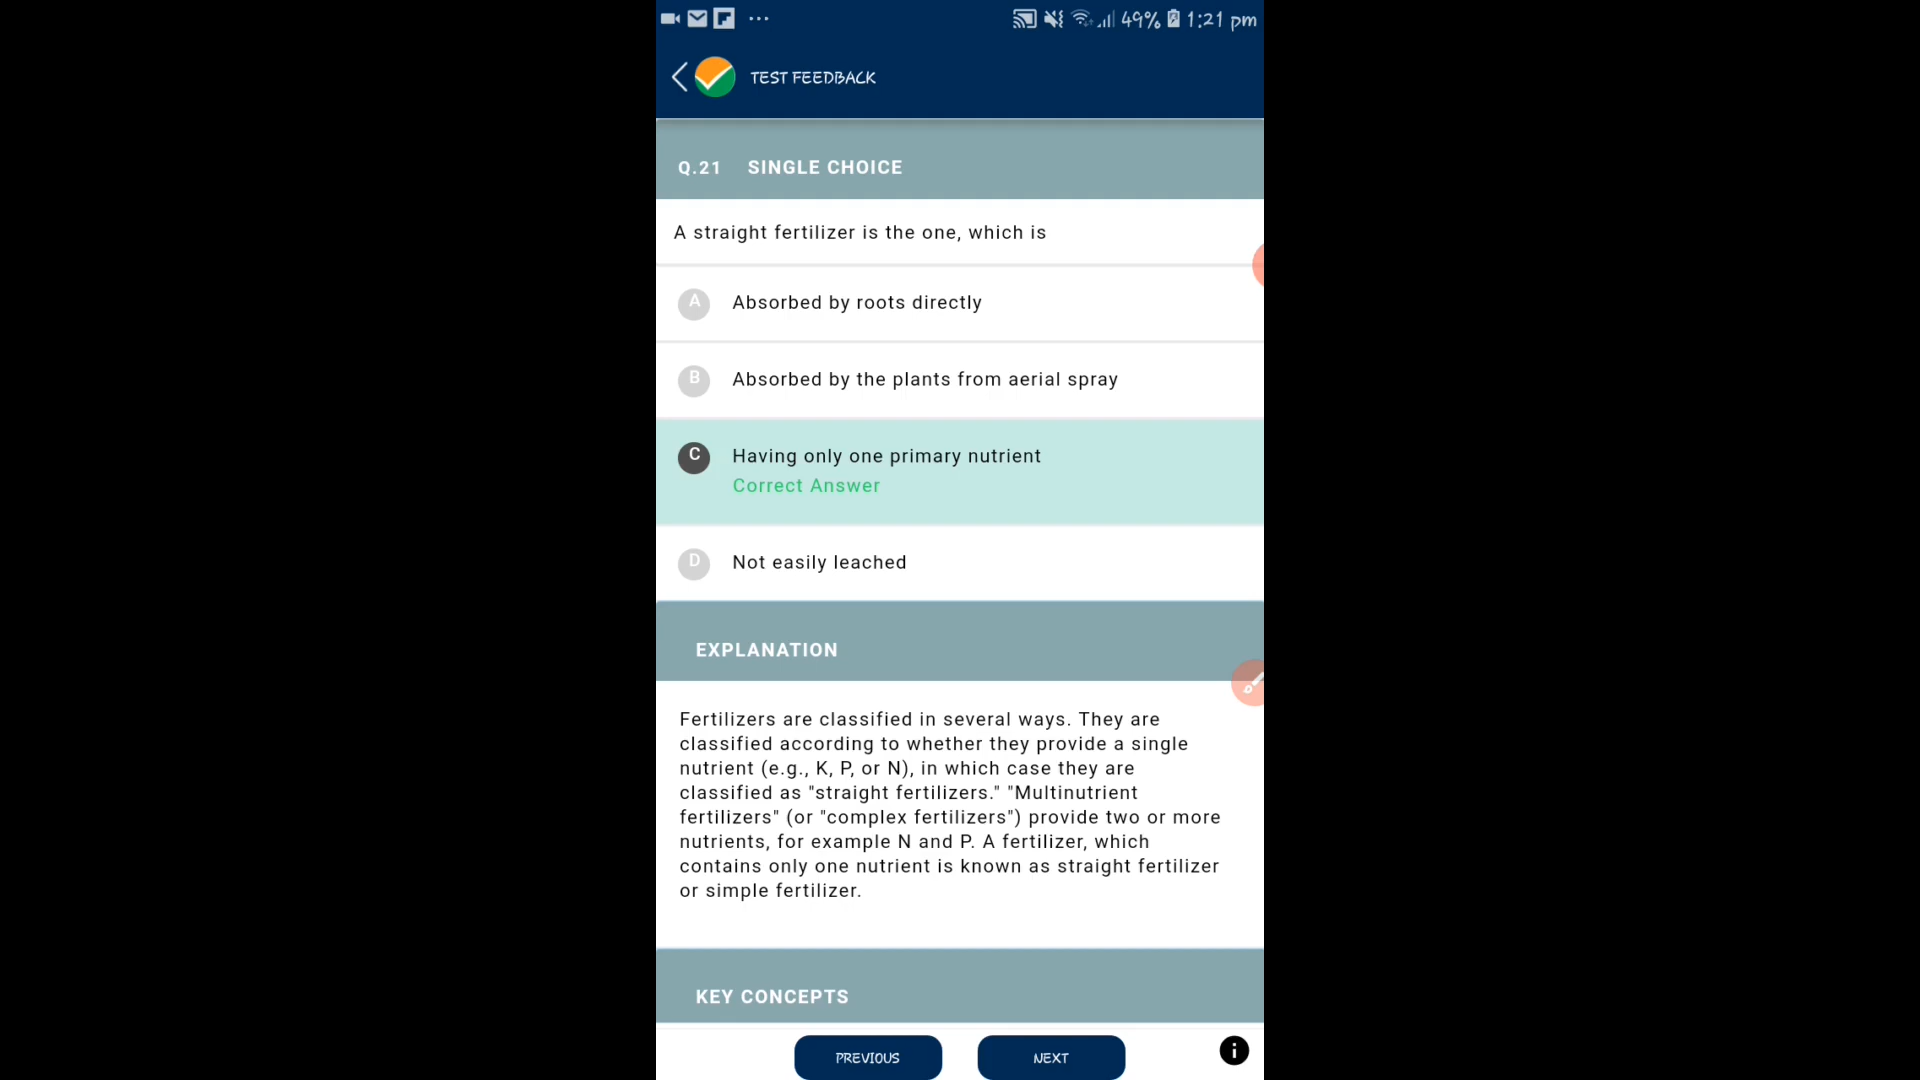 49% 1:21 pm
TEST FEEDBACK
Q.21 SINGLE CHOICE
A straight fertilizer is the one, which is
A Absorbed by roots directly
B Absorbed by the plants from aerial spray
C Having only one primary nutrient
Correct Answer
D Not easily leached
EXPLANATION
Fertilizers are classified in several ways. They are
classified according to whether they provide a single
nutrient (e.g., K, P, or N), in which case they are
classified as "straight fertilizers." "Multinutrient
fertilizers" (or "complex fertilizers") provide two or more
nutrients, for example N and P. A fertilizer, which
contains only one nutrient is known as straight fertilizer
or simple fertilizer.
KEY CONCEPTS
PREVIOUS NEXT